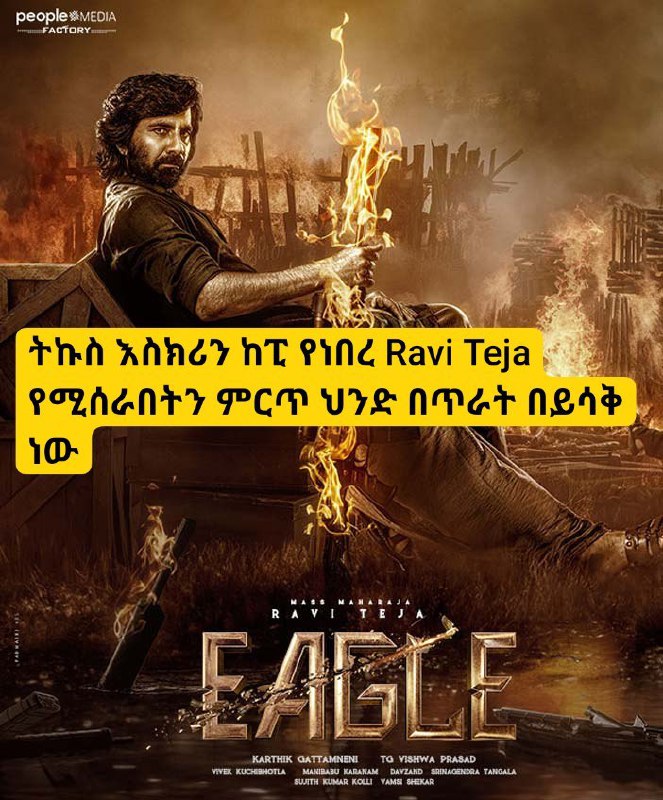 people MEDIA
FACTORY
ትኩስ እስክሪን ከፒ የነበረ Ravi Teja
የሚሰራበትን ምርጥ ህንድ በጥራት በይሳቅ
ነው
MASS MAHARAJA
RAVI TEJA
EAGLE
KARTHIK GATTAMNENI TG VISHWA PRASAD
VIVEK KUCHIBHOTLA MANIBABU KARANAM DAVZAND SRINAGENDRA TANGALA
SUJITH KUMAR KOLLI VAMSI SHEKAR